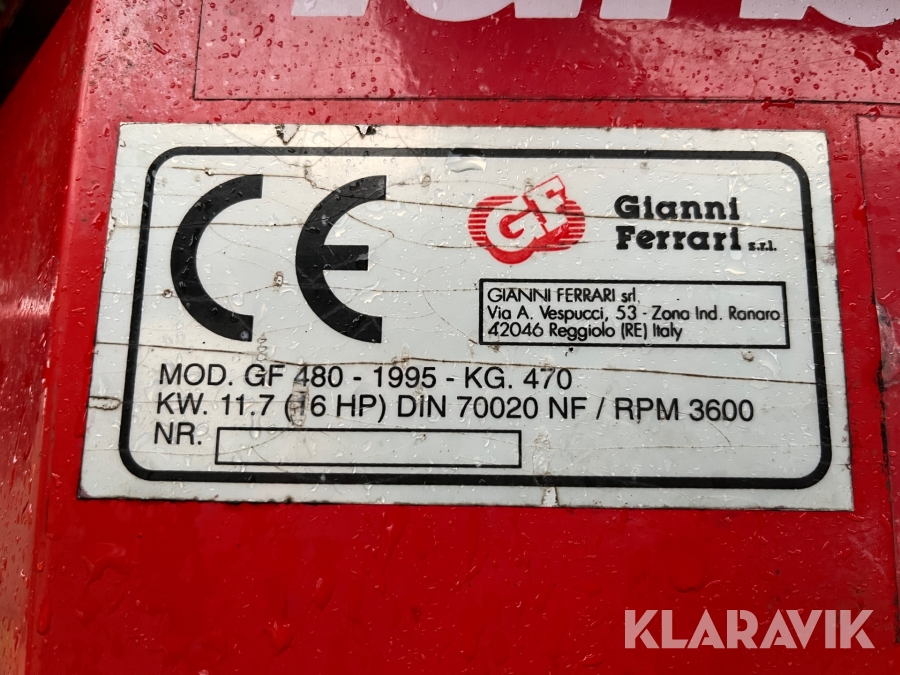 CE
GF
Gianni
Ferrari s.r.l.
GIANNI FERRARI srl
Via A. Vespucci, 53 - Zona Ind. Ranaro
42046 Reggiolo (RE) Italy
MOD. GF 480 - 1995 - KG. 470
KW. 11.7 (16 HP) DIN 70020 NF / RPM 3600
NR.
KLARAVIK